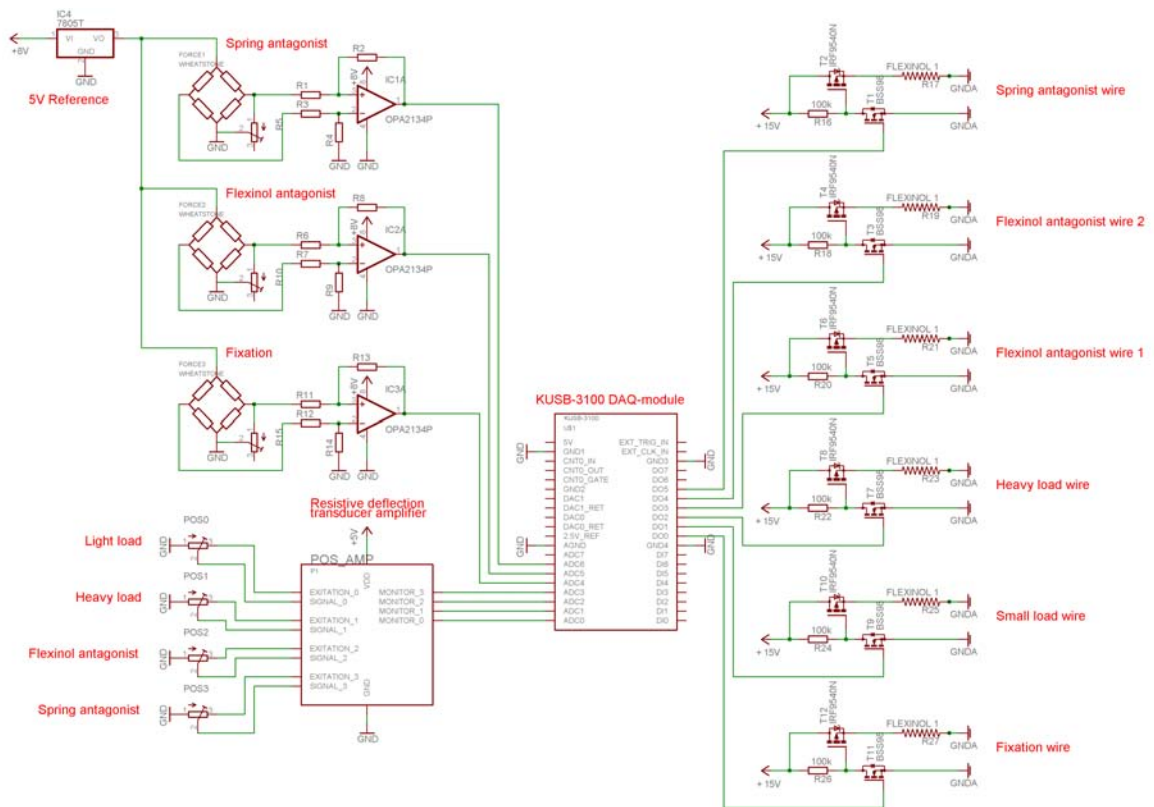 IC4
7805T
VI
VO
GND
+8V
GND
5V Reference
Spring antagonist
FORCE1
WHEATSTONE
R1
R2
R3
R4
R5
+8V
IC1A
OPA2134P
GND
GND
GND
Flexinol antagonist
FORCE2
WHEATSTONE
R6
R7
R8
R9
R10
+8V
IC2A
OPA2134P
GND
GND
GND
Fixation
FORCE3
WHEATSTONE
R11
R12
R13
R14
R15
+8V
IC3A
OPA2134P
GND
GND
GND
Resistive deflection
transducer amplifier
+5V
POS_AMP
P1
VDD
EXITATION_0
SIGNAL_0
EXITATION_1
SIGNAL_1
EXITATION_2
SIGNAL_2
EXITATION_3
SIGNAL_3
MONITOR_3
MONITOR_2
MONITOR_1
MONITOR_0
GND
GND
Light load
POS0
GND
Heavy load
POS1
GND
Flexinol antagonist
POS2
GND
Spring antagonist
POS3
GND
KUSB-3100 DAQ-module
KUSB-3100
U$1
5V
GND1
CNT0_IN
CNT0_OUT
CNT0_GATE
GND2
DAC1
DAC1_RET
DAC0
DAC0_RET
2.5V_REF
AGND
ADC7
ADC6
ADC5
ADC4
ADC3
ADC2
ADC1
ADC0
EXT_TRIG_IN
EXT_CLK_IN
GND3
DO7
DO6
DO5
DO4
DO3
DO2
DO1
DO0
GND4
DI7
DI6
DI5
DI4
DI3
DI2
DI1
DI0
GND
GND
GND
GND
T2
IRF9540N
FLEXINOL 1
R17
GNDA
100k
R16
T1
BSS98
+ 15V
GNDA
Spring antagonist wire
T4
IRF9540N
FLEXINOL 1
R19
GNDA
100k
R18
T3
BSS98
+ 15V
GNDA
Flexinol antagonist wire 2
T6
IRF9540N
FLEXINOL 1
R21
GNDA
100k
R20
T5
BSS98
+ 15V
GNDA
Flexinol antagonist wire 1
T8
IRF9540N
FLEXINOL 1
R23
GNDA
100k
R22
T7
BSS98
+ 15V
GNDA
Heavy load wire
T10
IRF9540N
FLEXINOL 1
R25
GNDA
100k
R24
T9
BSS98
+ 15V
GNDA
Small load wire
T12
IRF9540N
FLEXINOL 1
R27
GNDA
100k
R26
T11
BSS98
+ 15V
GNDA
Fixation wire